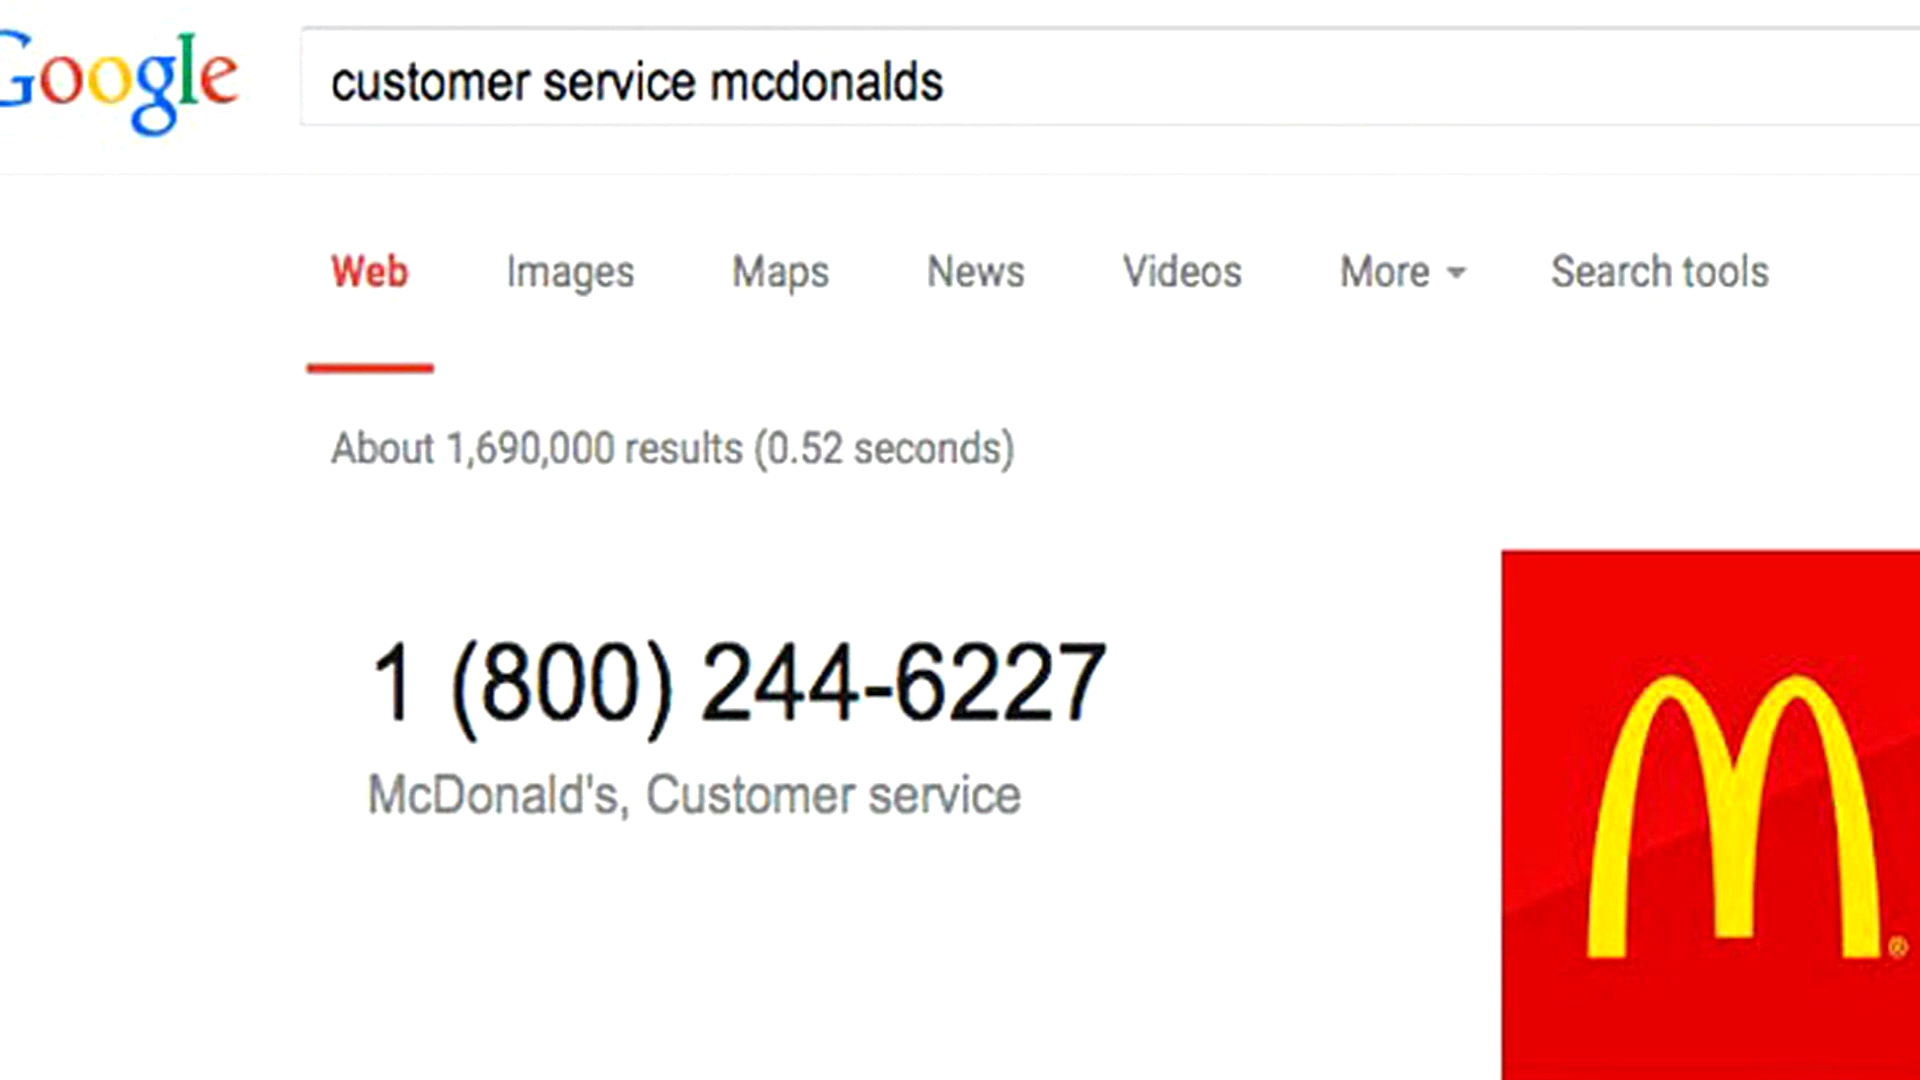 Google
customer service mcdonalds
Web Images Maps News Videos More Search tools
About 1,690,000 results (0.52 seconds)
1 (800) 244-6227
McDonald's, Customer service
M
®